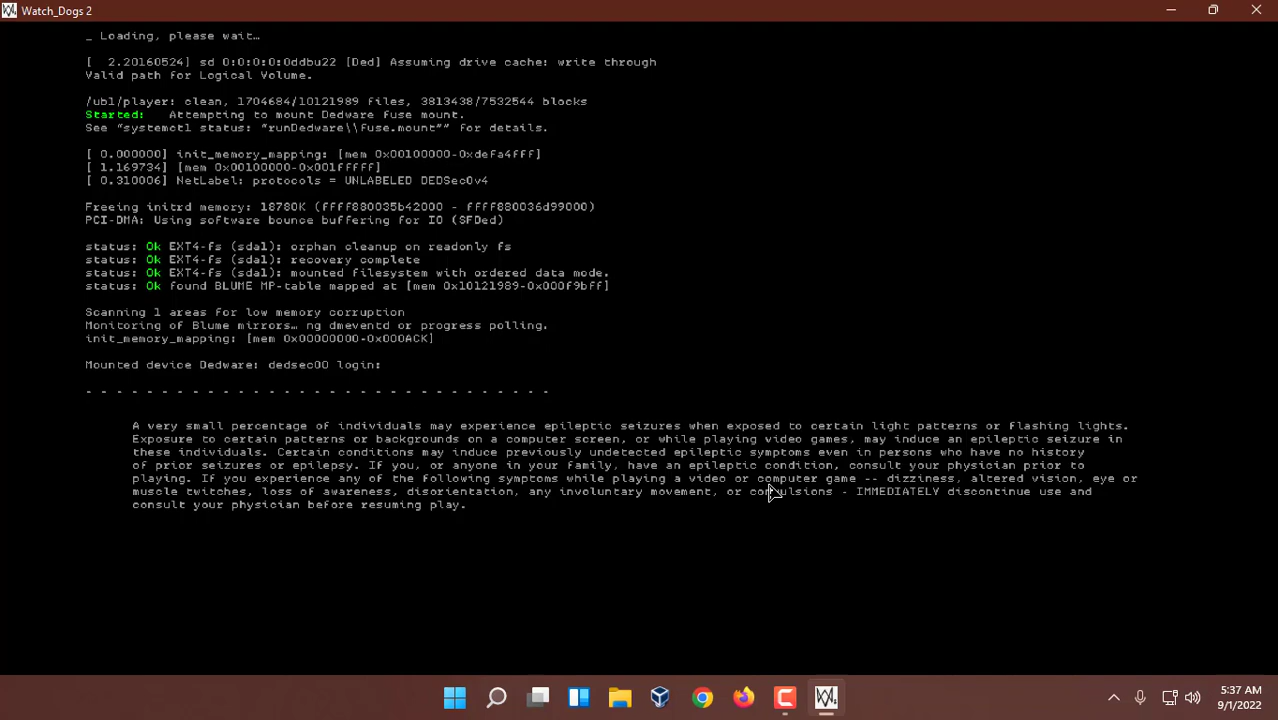 Watch_Dogs 2
_ Loading, please wait…
[  2.20160524] sd 0:0:0:0:0ddbu22 [Ded] Assuming drive cache: write through
Valid path for Logical Volume.
/ubi/player: clean, 1704684/10121989 files, 3813438/7532544 blocks
Started:   Attempting to mount Dedware fuse mount.
See “systemctl status: “runDedware\\Fuse.mount”” for details.
[ 0.000000] init_memory_mapping: [mem 0x00100000-0xdefa4fff]
[ 1.169734] [mem 0x00100000-0x001fffff]
[ 0.310006] NetLabel: protocols = UNLABELED DEDSec0v4
Freeing initrd memory: 18780K (ffff880035b42000 - ffff880036d99000)
PCI-DMA: Using software bounce buffering for IO (SFDed)
status: Ok EXT4-fs (sda1): orphan cleanup on readonly fs
status: Ok EXT4-fs (sda1): recovery complete
status: Ok EXT4-fs (sda1): mounted filesystem with ordered data mode.
status: Ok found BLUME MP-table mapped at [mem 0x10121989-0x000f9bff]
Scanning 1 areas for low memory corruption
Monitoring of Blume mirrors… ng dmeventd or progress polling.
init_memory_mapping: [mem 0x00000000-0x000ACK]
Mounted device Dedware: dedsec00 login:
- - - - - - - - - - - - - - - - - - - - - - - - - - - - - - -
A very small percentage of individuals may experience epileptic seizures when exposed to certain light patterns or flashing lights.
Exposure to certain patterns or backgrounds on a computer screen, or while playing video games, may induce an epileptic seizure in
these individuals. Certain conditions may induce previously undetected epileptic symptoms even in persons who have no history
of prior seizures or epilepsy. If you, or anyone in your family, have an epileptic condition, consult your physician prior to
playing. If you experience any of the following symptoms while playing a video or computer game -- dizziness, altered vision, eye or
muscle twitches, loss of awareness, disorientation, any involuntary movement, or convulsions - IMMEDIATELY discontinue use and
consult your physician before resuming play.
5:37 AM
9/1/2022